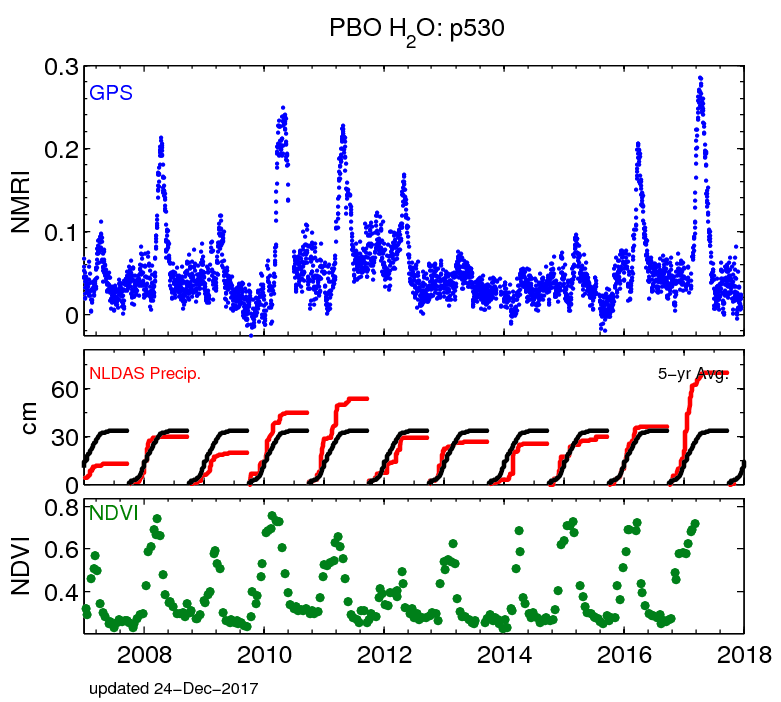 PBO H₂O: p530
0.3
GPS
0.2
NMRI
0.1
0
NLDAS Precip.
5−yr Avg.
60
cm
30
0
0.8
NDVI
0.6
NDVI
0.4
2008 2010 2012 2014 2016 2018
updated 24−Dec−2017